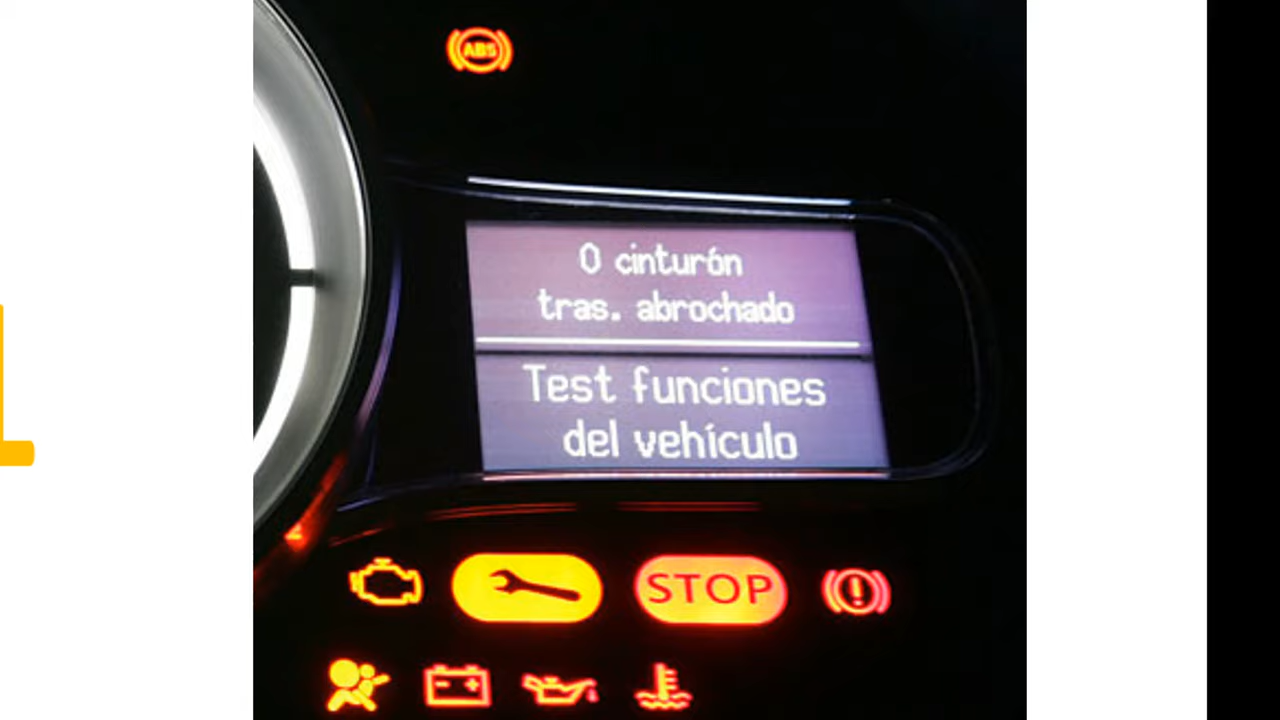 ABS
0 cinturón
tras. abrochado
Test funciones
del vehículo
STOP